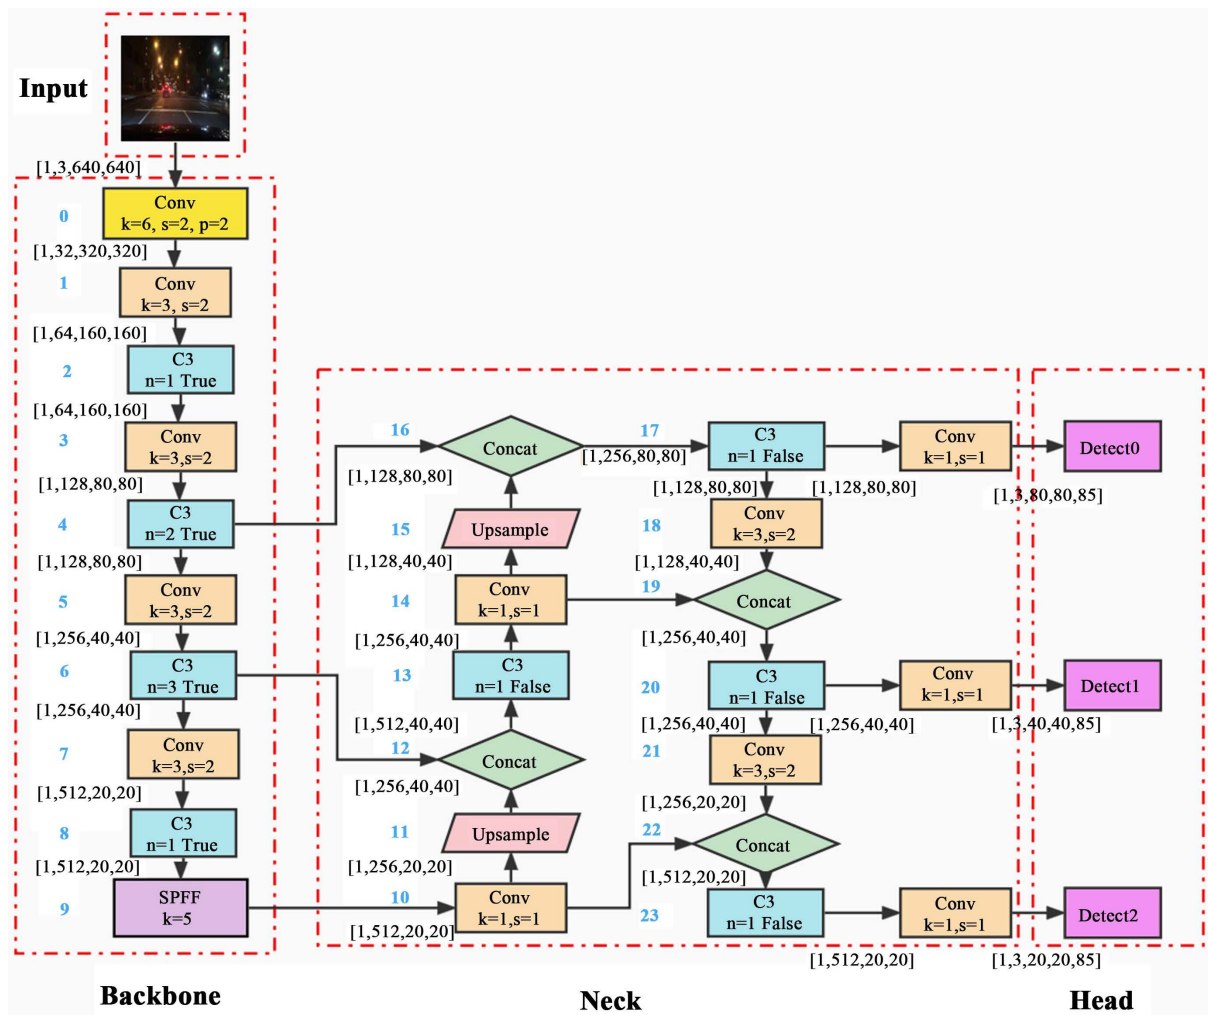 Input
[1,3,640,640]
0
Conv
k=6, s=2, p=2
[1,32,320,320]
1
Conv
k=3, s=2
[1,64,160,160]
2
C3
n=1 True
[1,64,160,160]
3
Conv
k=3,s=2
[1,128,80,80]
4
C3
n=2 True
[1,128,80,80]
5
Conv
k=3,s=2
[1,256,40,40]
6
C3
n=3 True
[1,256,40,40]
7
Conv
k=3,s=2
[1,512,20,20]
8
C3
n=1 True
[1,512,20,20]
9
SPFF
k=5
Backbone
16
Concat
[1,128,80,80]
15
Upsample
[1,128,40,40]
14
Conv
k=1,s=1
[1,256,40,40]
13
C3
n=1 False
[1,512,40,40]
12
Concat
[1,256,40,40]
11
Upsample
[1,256,20,20]
10
Conv
k=1,s=1
[1,512,20,20]
17
[1,256,80,80]
C3
n=1 False
[1,128,80,80]
18
Conv
k=3,s=2
[1,128,40,40]
19
Concat
[1,256,40,40]
20
C3
n=1 False
[1,256,40,40]
21
Conv
k=3,s=2
[1,256,20,20]
22
Concat
[1,512,20,20]
23
C3
n=1 False
Conv
k=1,s=1
[1,128,80,80]
Conv
k=1,s=1
[1,256,40,40]
Conv
k=1,s=1
[1,512,20,20]
Neck
Detect0
[1,3,80,80,85]
Detect1
[1,3,40,40,85]
Detect2
[1,3,20,20,85]
Head